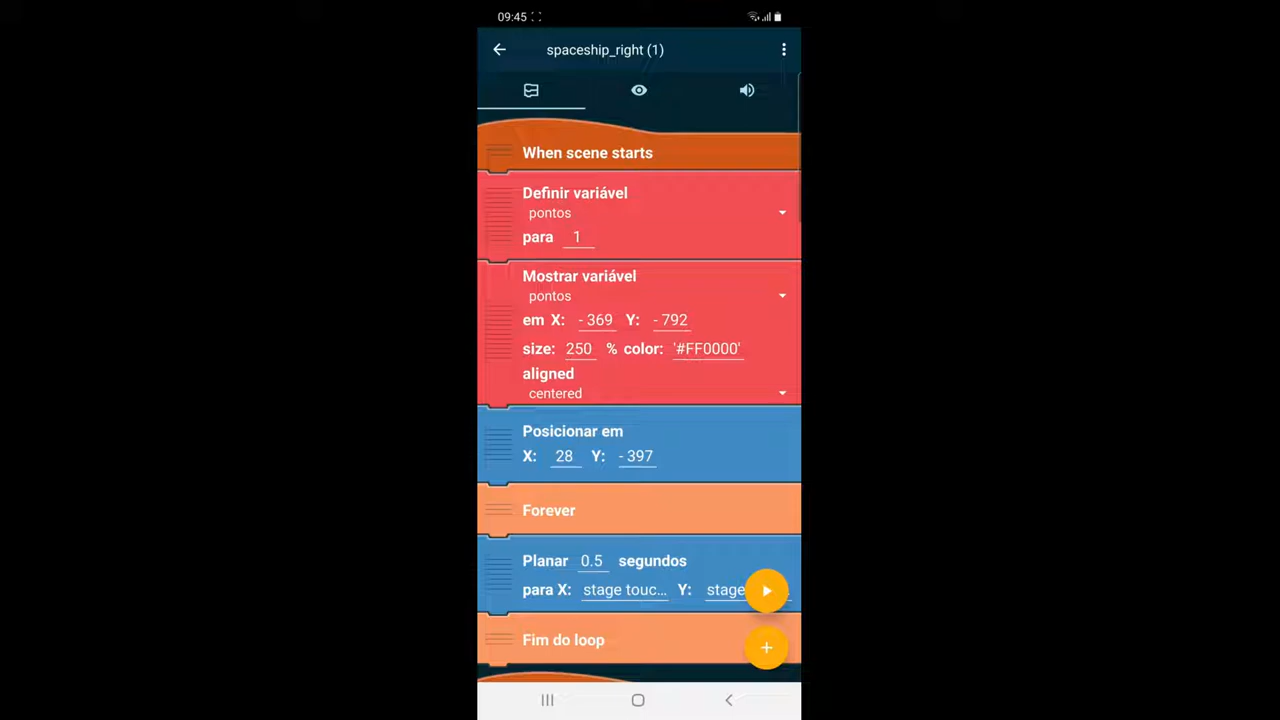 09:45
spaceship_right (1)
When scene starts
Definir variável
pontos
para 1
Mostrar variável
pontos
em X: - 369 Y: - 792
size: 250 % color: '#FF0000'
aligned
centered
Posicionar em
X: 28 Y: - 397
Forever
Planar 0.5 segundos
para X: stage touc... Y: stage
Fim do loop